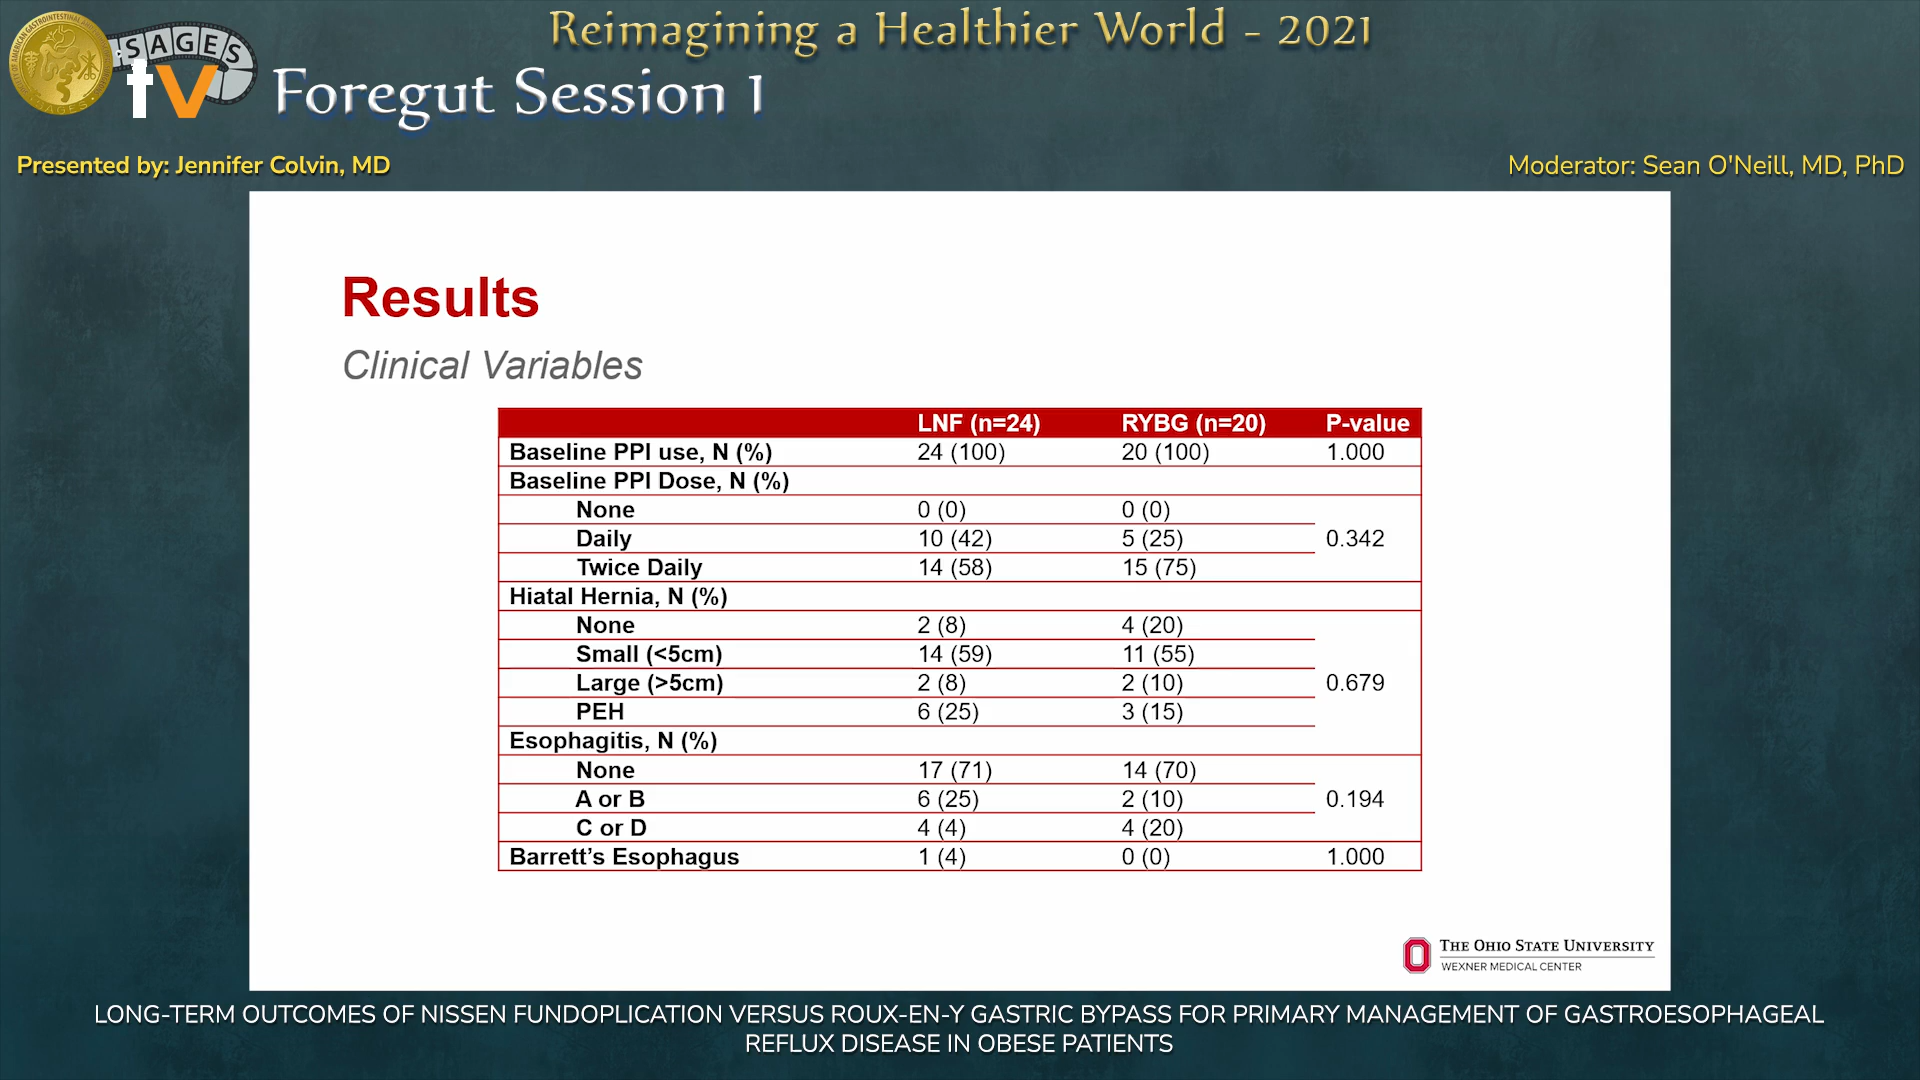 Reimagining a Healthier World - 2021
SAGES
tv
Foregut Session 1
Presented by: Jennifer Colvin, MD
Moderator: Sean O'Neill, MD, PhD
Results
Clinical Variables
LNF (n=24) RYBG (n=20) P-value
Baseline PPI use, N (%) 24 (100) 20 (100) 1.000
Baseline PPI Dose, N (%)
None 0 (0) 0 (0)
Daily 10 (42) 5 (25) 0.342
Twice Daily 14 (58) 15 (75)
Hiatal Hernia, N (%)
None 2 (8) 4 (20)
Small (<5cm) 14 (59) 11 (55)
Large (>5cm) 2 (8) 2 (10) 0.679
PEH 6 (25) 3 (15)
Esophagitis, N (%)
None 17 (71) 14 (70)
A or B 6 (25) 2 (10) 0.194
C or D 4 (4) 4 (20)
Barrett’s Esophagus 1 (4) 0 (0) 1.000
THE OHIO STATE UNIVERSITY
WEXNER MEDICAL CENTER
LONG-TERM OUTCOMES OF NISSEN FUNDOPLICATION VERSUS ROUX-EN-Y GASTRIC BYPASS FOR PRIMARY MANAGEMENT OF GASTROESOPHAGEAL
REFLUX DISEASE IN OBESE PATIENTS